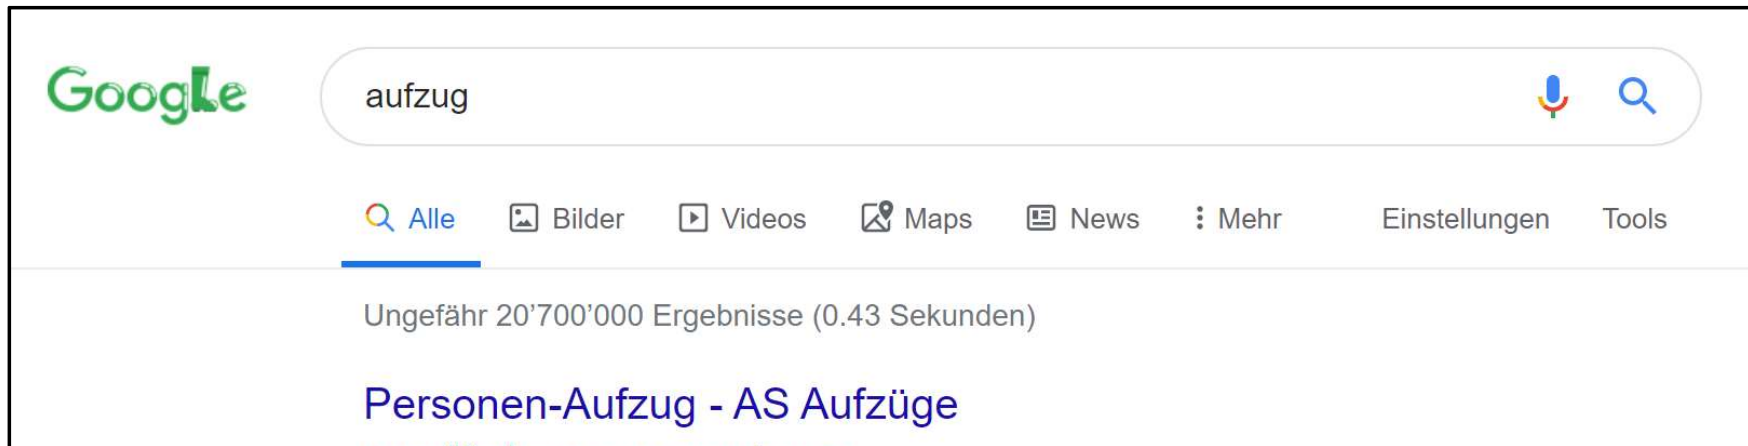 Google
aufzug
Alle Bilder Videos Maps News Mehr Einstellungen Tools
Ungefähr 20’700’000 Ergebnisse (0.43 Sekunden)
Personen-Aufzug - AS Aufzüge